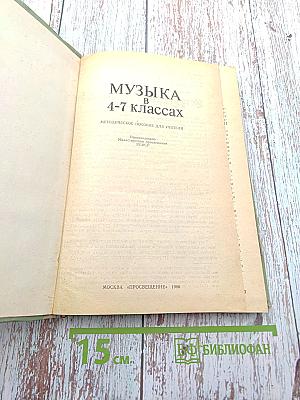 МУЗЫКА
В
4-7 КЛАССАХ
МЕТОДИЧЕСКОЕ ПОСОБИЕ ДЛЯ УЧИТЕЛЯ
МОСКВА «ПРОСВЕЩЕНИЕ»
15 см.
БИБЛИОФАН